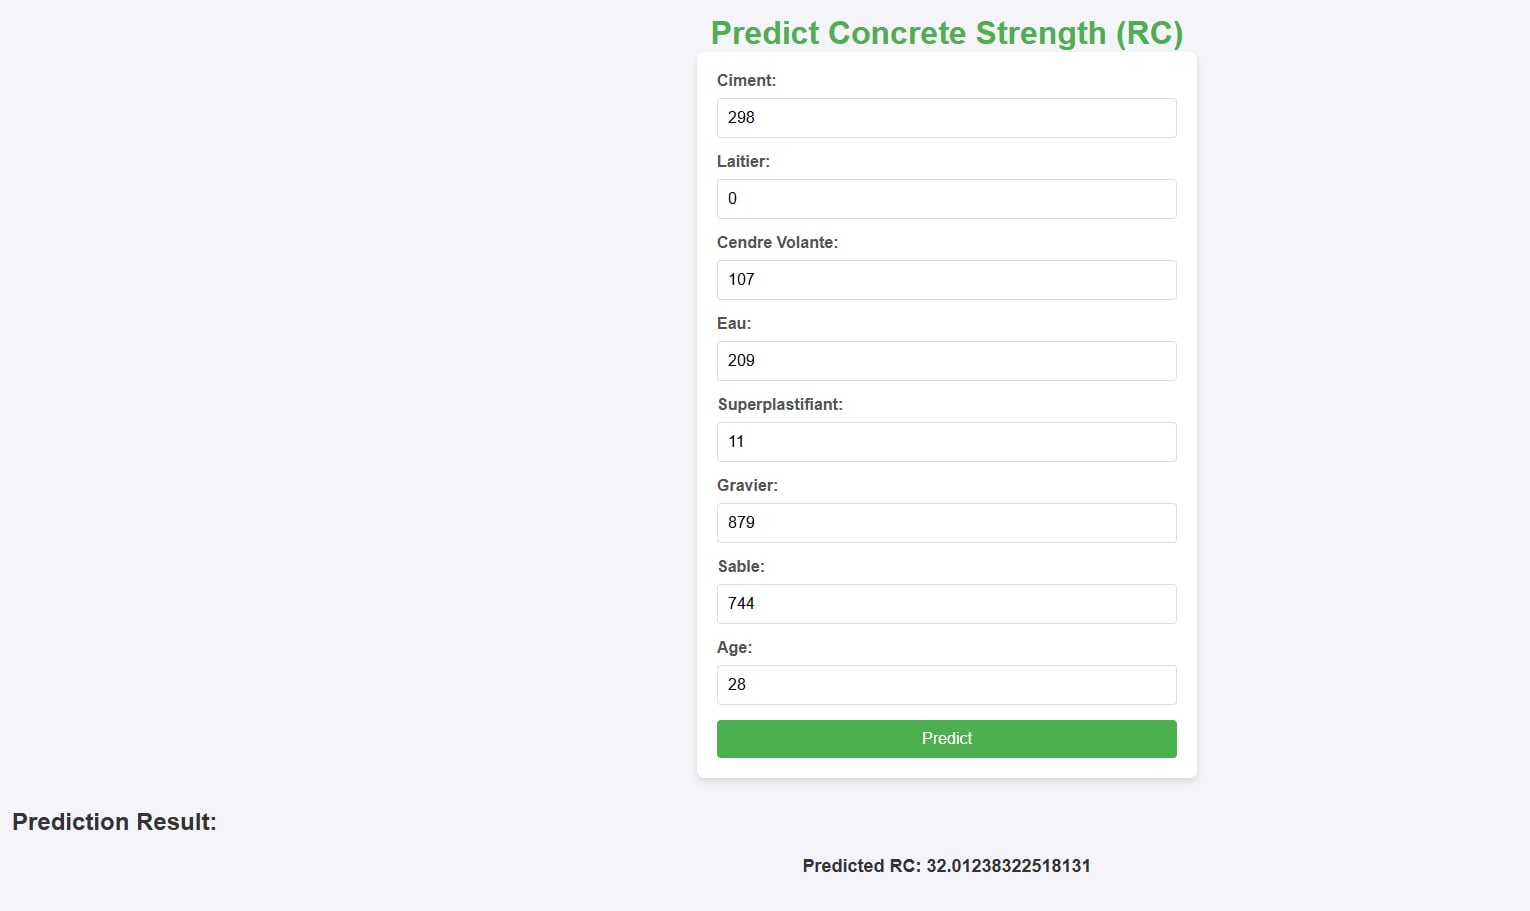 Predict Concrete Strength (RC)
Ciment:
298
Laitier:
0
Cendre Volante:
107
Eau:
209
Superplastifiant:
11
Gravier:
879
Sable:
744
Age:
28
Predict
Prediction Result:
Predicted RC: 32.01238322518131